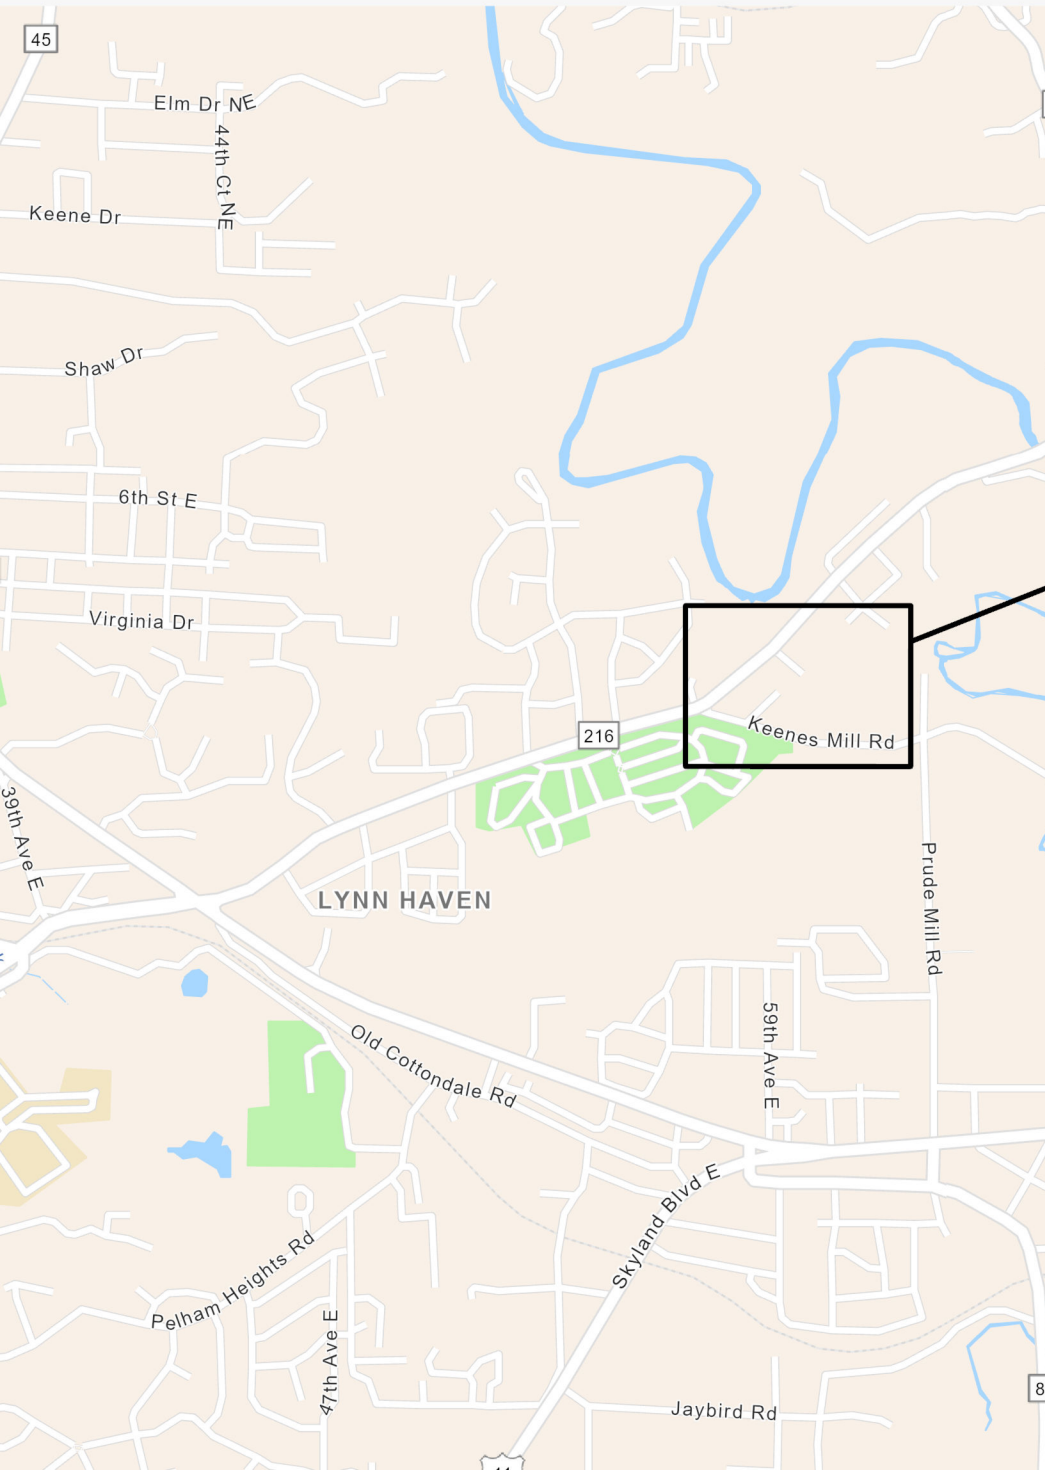 45
Elm Dr NE
44th Ct NE
Keene Dr
Shaw Dr
6th St E
Virginia Dr
216
Keenes Mill Rd
39th Ave E
LYNN HAVEN
Prude Mill Rd
59th Ave E
Old Cottondale Rd
Skyland Blvd E
Pelham Heights Rd
47th Ave E
8
Jaybird Rd